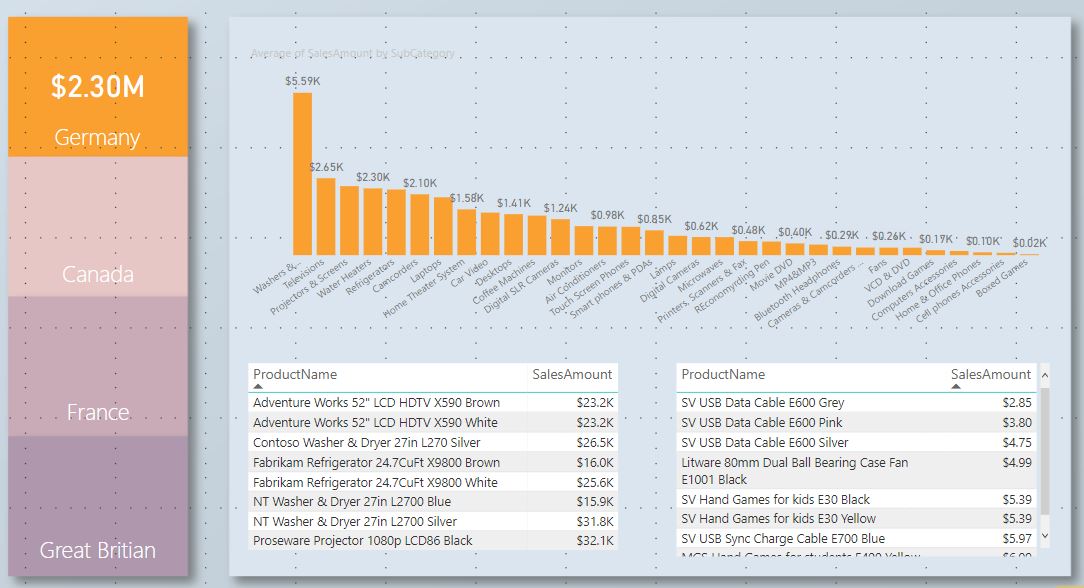 $2.30M
Germany
Canada
France
Great Britian
Average of SalesAmount by SubCategory
$5.59K
$2.65K
$2.30K
$2.10K
$1.58K
$1.41K
$1.24K
$0.98K
$0.85K
$0.62K
$0.48K
$0.40K
$0.29K
$0.26K
$0.17K
$0.10K
$0.02K
Washers &...
Televisions
Projectors & Screens
Water Heaters
Refrigerators
Camcorders
Laptops
Home Theater System
Car Video
Desktops
Coffee Machines
Digital SLR Cameras
Monitors
Air Conditioners
Touch Screen Phones
Smart phones & PDAs
Lamps
Digital Cameras
Microwaves
Printers, Scanners & Fax
Pen
Movie DVD
MP4&MP3
Bluetooth Headphones
Cameras & Camcorders ...
Fans
VCD & DVD
Download Games
Computers Accessories
Home & Office Phones
Cell phones Accessories
Boxed Games
ProductName SalesAmount
Adventure Works 52" LCD HDTV X590 Brown $23.2K
Adventure Works 52" LCD HDTV X590 White $23.2K
Contoso Washer & Dryer 27in L270 Silver $26.5K
Fabrikam Refrigerator 24.7CuFt X9800 Brown $16.0K
Fabrikam Refrigerator 24.7CuFt X9800 White $25.6K
NT Washer & Dryer 27in L2700 Blue $15.9K
NT Washer & Dryer 27in L2700 Silver $31.8K
Proseware Projector 1080p LCD86 Black $32.1K
ProductName SalesAmount
SV USB Data Cable E600 Grey $2.85
SV USB Data Cable E600 Pink $3.80
SV USB Data Cable E600 Silver $4.75
Litware 80mm Dual Ball Bearing Case Fan $4.99
E1001 Black
SV Hand Games for kids E30 Black $5.39
SV Hand Games for kids E30 Yellow $5.39
SV USB Sync Charge Cable E700 Blue $5.97
MGS Hand Games for students E400 Yellow